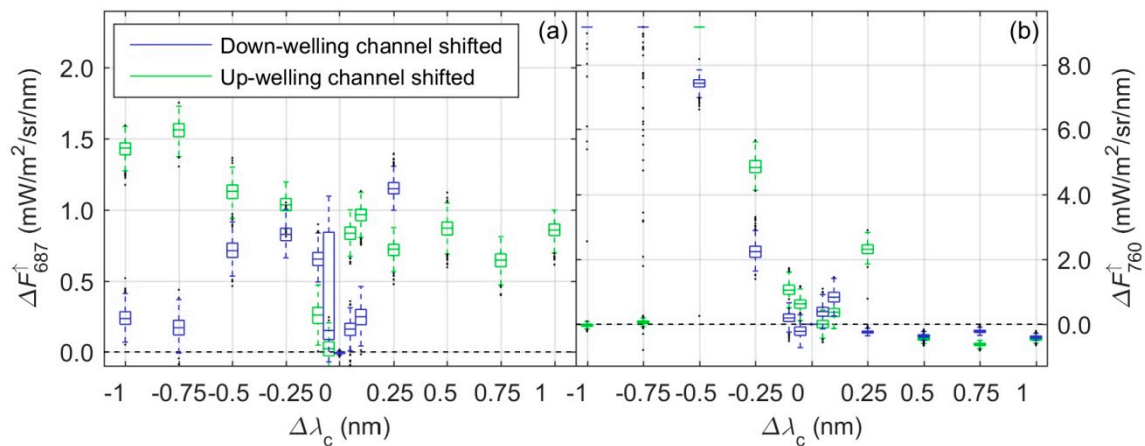 (a)
Down-welling channel shifted
Up-welling channel shifted
2.0
1.5
1.0
0.5
0.0
ΔF↑687 (mW/m²/sr/nm)
-1 -0.75 -0.5 -0.25 0 0.25 0.5 0.75 1
Δλc (nm)
(b)
8.0
6.0
4.0
2.0
0.0
ΔF↑760 (mW/m²/sr/nm)
-1 -0.75 -0.5 -0.25 0 0.25 0.5 0.75 1
Δλc (nm)